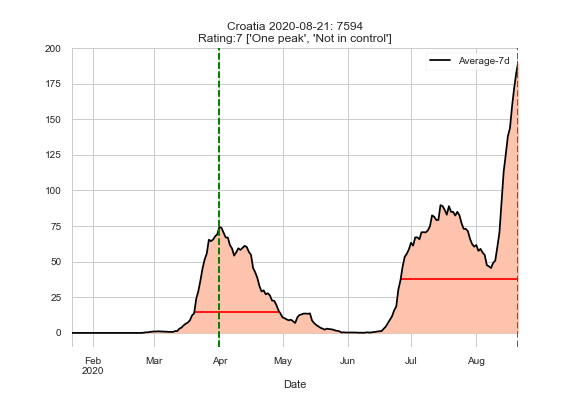 Croatia 2020-08-21: 7594
Rating:7 ['One peak', 'Not in control']
200
Average-7d
175
150
125
100
75
50
25
0
Feb Mar Apr May Jun Jul Aug
2020
Date